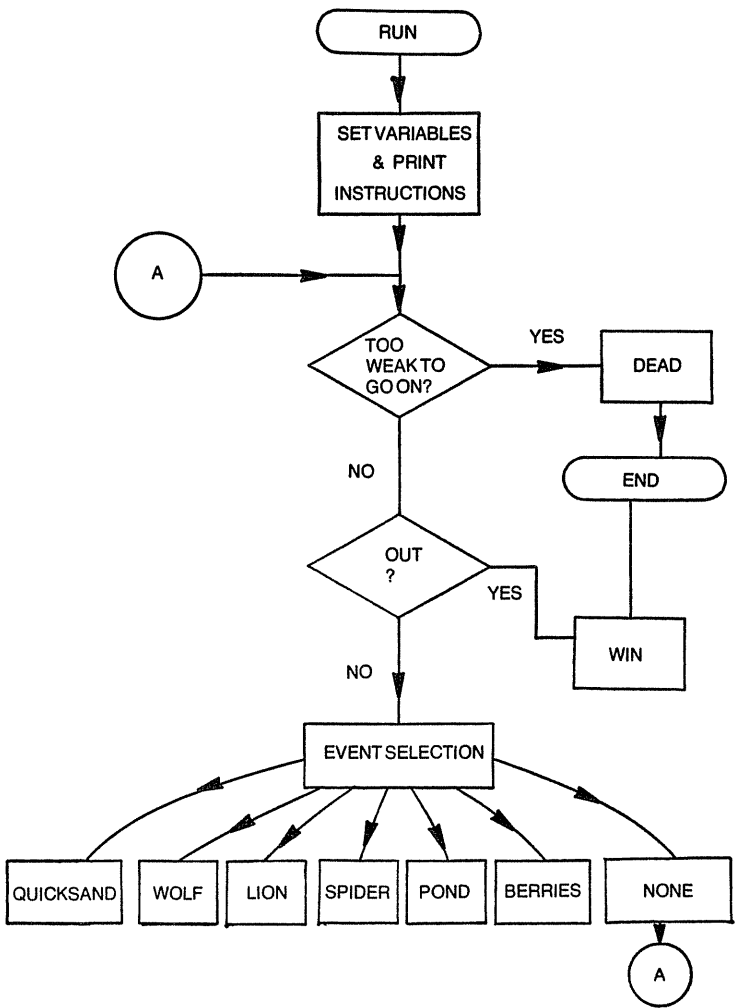 RUN
SET VARIABLES
& PRINT
INSTRUCTIONS
A
TOO
WEAK TO
GO ON?
YES
DEAD
NO
END
OUT
?
YES
WIN
NO
EVENT SELECTION
QUICKSAND
WOLF
LION
SPIDER
POND
BERRIES
NONE
A